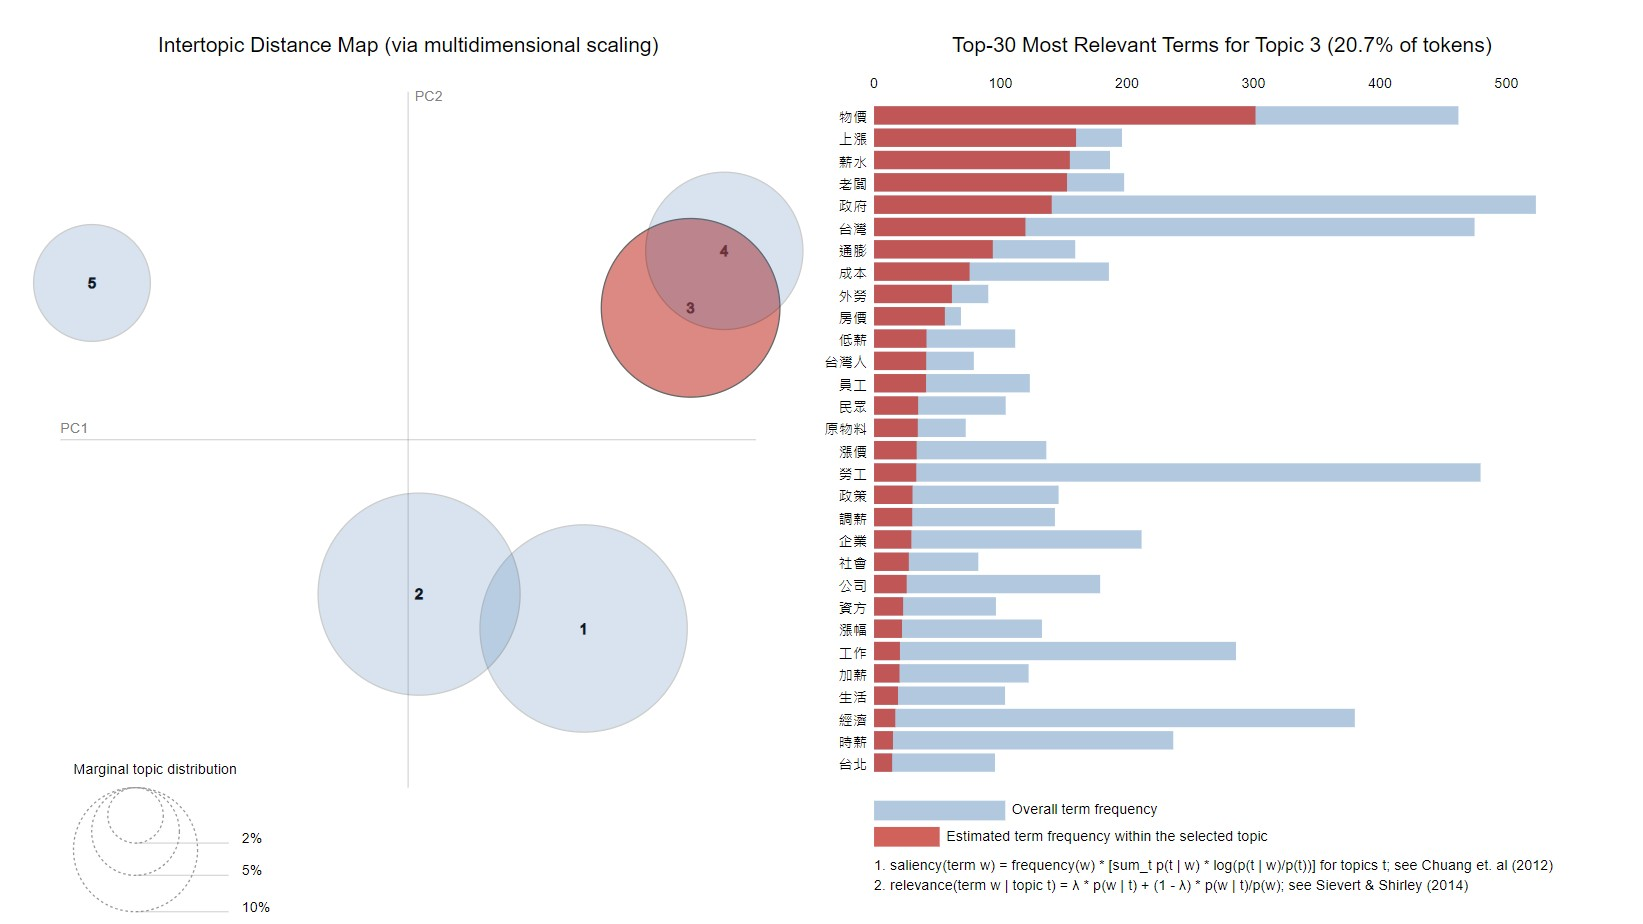 Intertopic Distance Map (via multidimensional scaling)
PC2
PC1
5
4
3
2
1
Marginal topic distribution
2%
5%
10%
Top-30 Most Relevant Terms for Topic 3 (20.7% of tokens)
0 100 200 300 400 500
物價
上漲
薪水
老闆
政府
台灣
通膨
成本
外勞
房價
低薪
台灣人
員工
民眾
原物料
漲價
勞工
政策
調薪
企業
社會
公司
資方
漲幅
工作
加薪
生活
經濟
時薪
台北
Overall term frequency
Estimated term frequency within the selected topic
1. saliency(term w) = frequency(w) * [sum_t p(t | w) * log(p(t | w)/p(t))] for topics t; see Chuang et. al (2012)
2. relevance(term w | topic t) = λ * p(w | t) + (1 - λ) * p(w | t)/p(w); see Sievert & Shirley (2014)